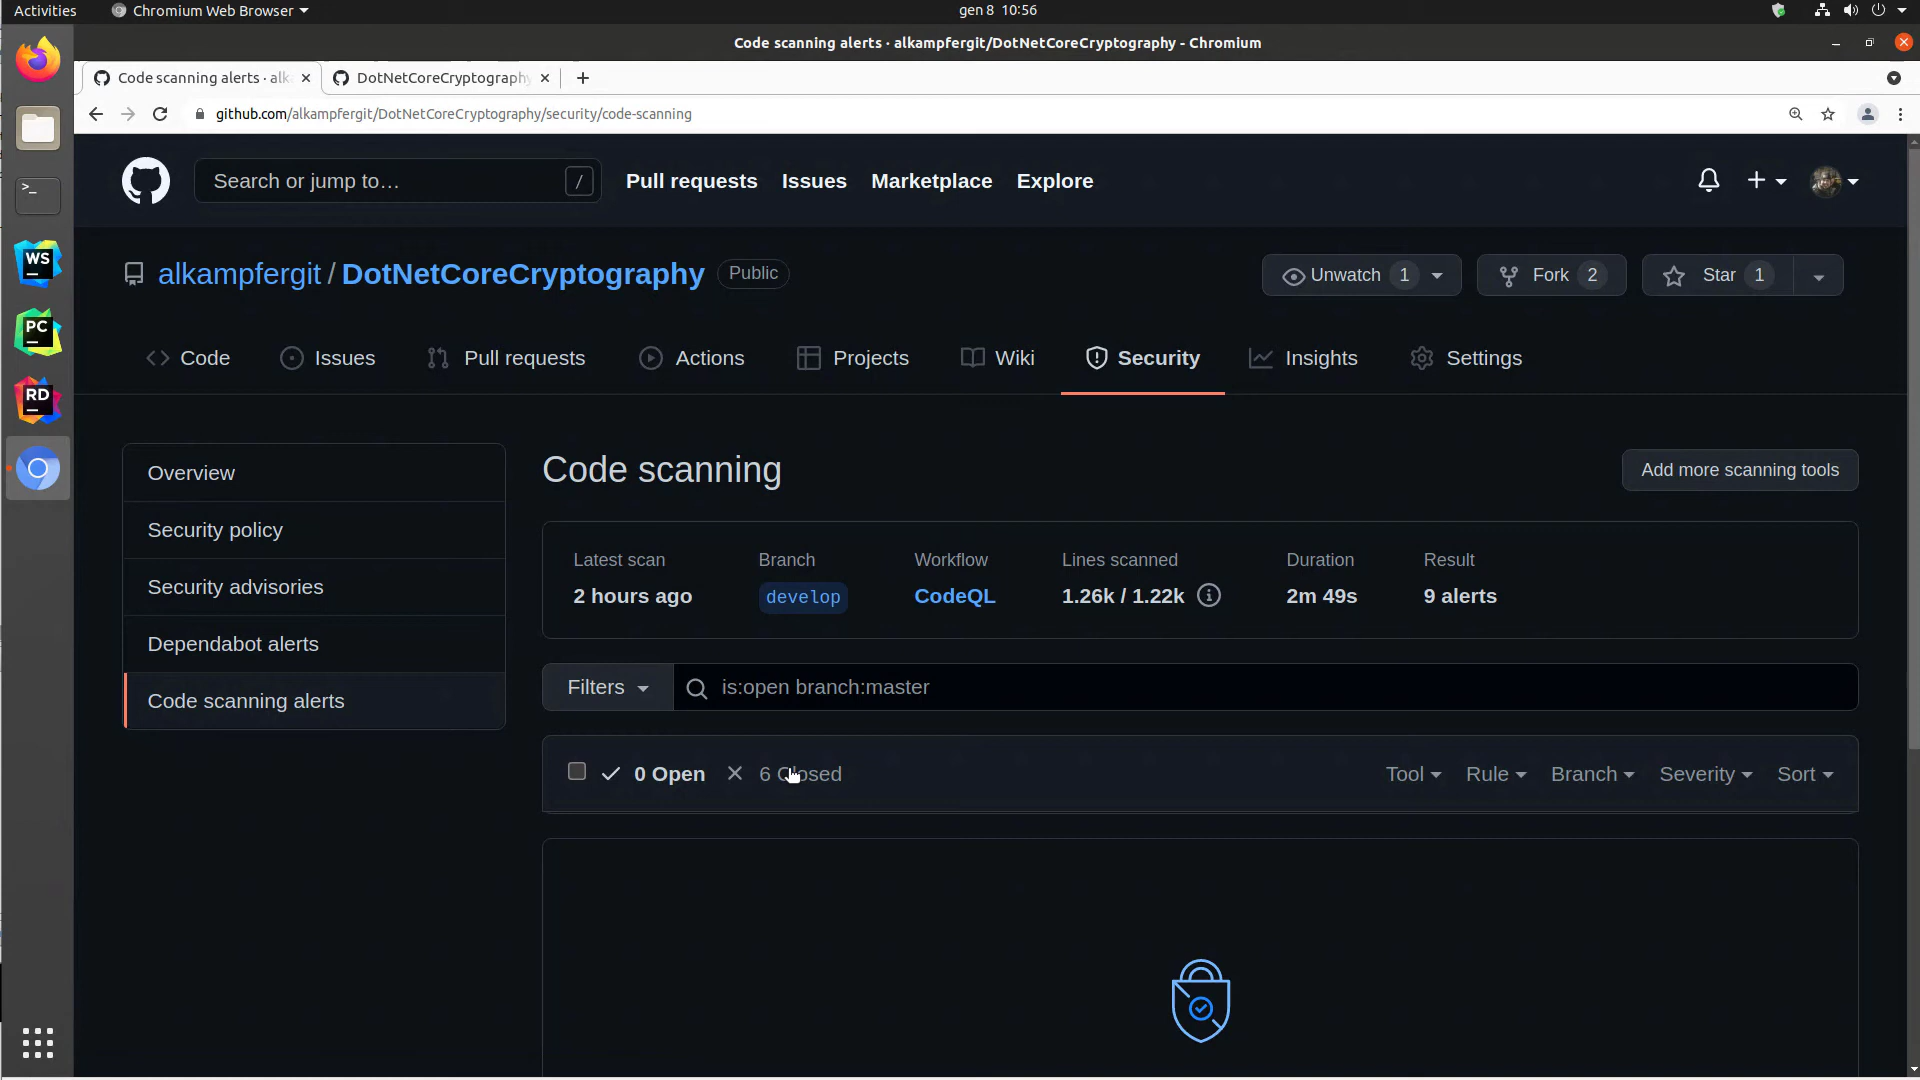 Activities Chromium Web Browser gen 8 10:56
Code scanning alerts · alkampfergit/DotNetCoreCryptography - Chromium
Code scanning alerts · alk DotNetCoreCryptography
github.com/alkampfergit/DotNetCoreCryptography/security/code-scanning
Search or jump to… / Pull requests Issues Marketplace Explore
alkampfergit / DotNetCoreCryptography Public Unwatch 1 Fork 2 Star 1
Code Issues Pull requests Actions Projects Wiki Security Insights Settings
WS
PC
RD
>_
Overview
Security policy
Security advisories
Dependabot alerts
Code scanning alerts
Code scanning Add more scanning tools
Latest scan Branch Workflow Lines scanned Duration Result
2 hours ago develop CodeQL 1.26k / 1.22k 2m 49s 9 alerts
Filters is:open branch:master
0 Open 6 Closed Tool Rule Branch Severity Sort